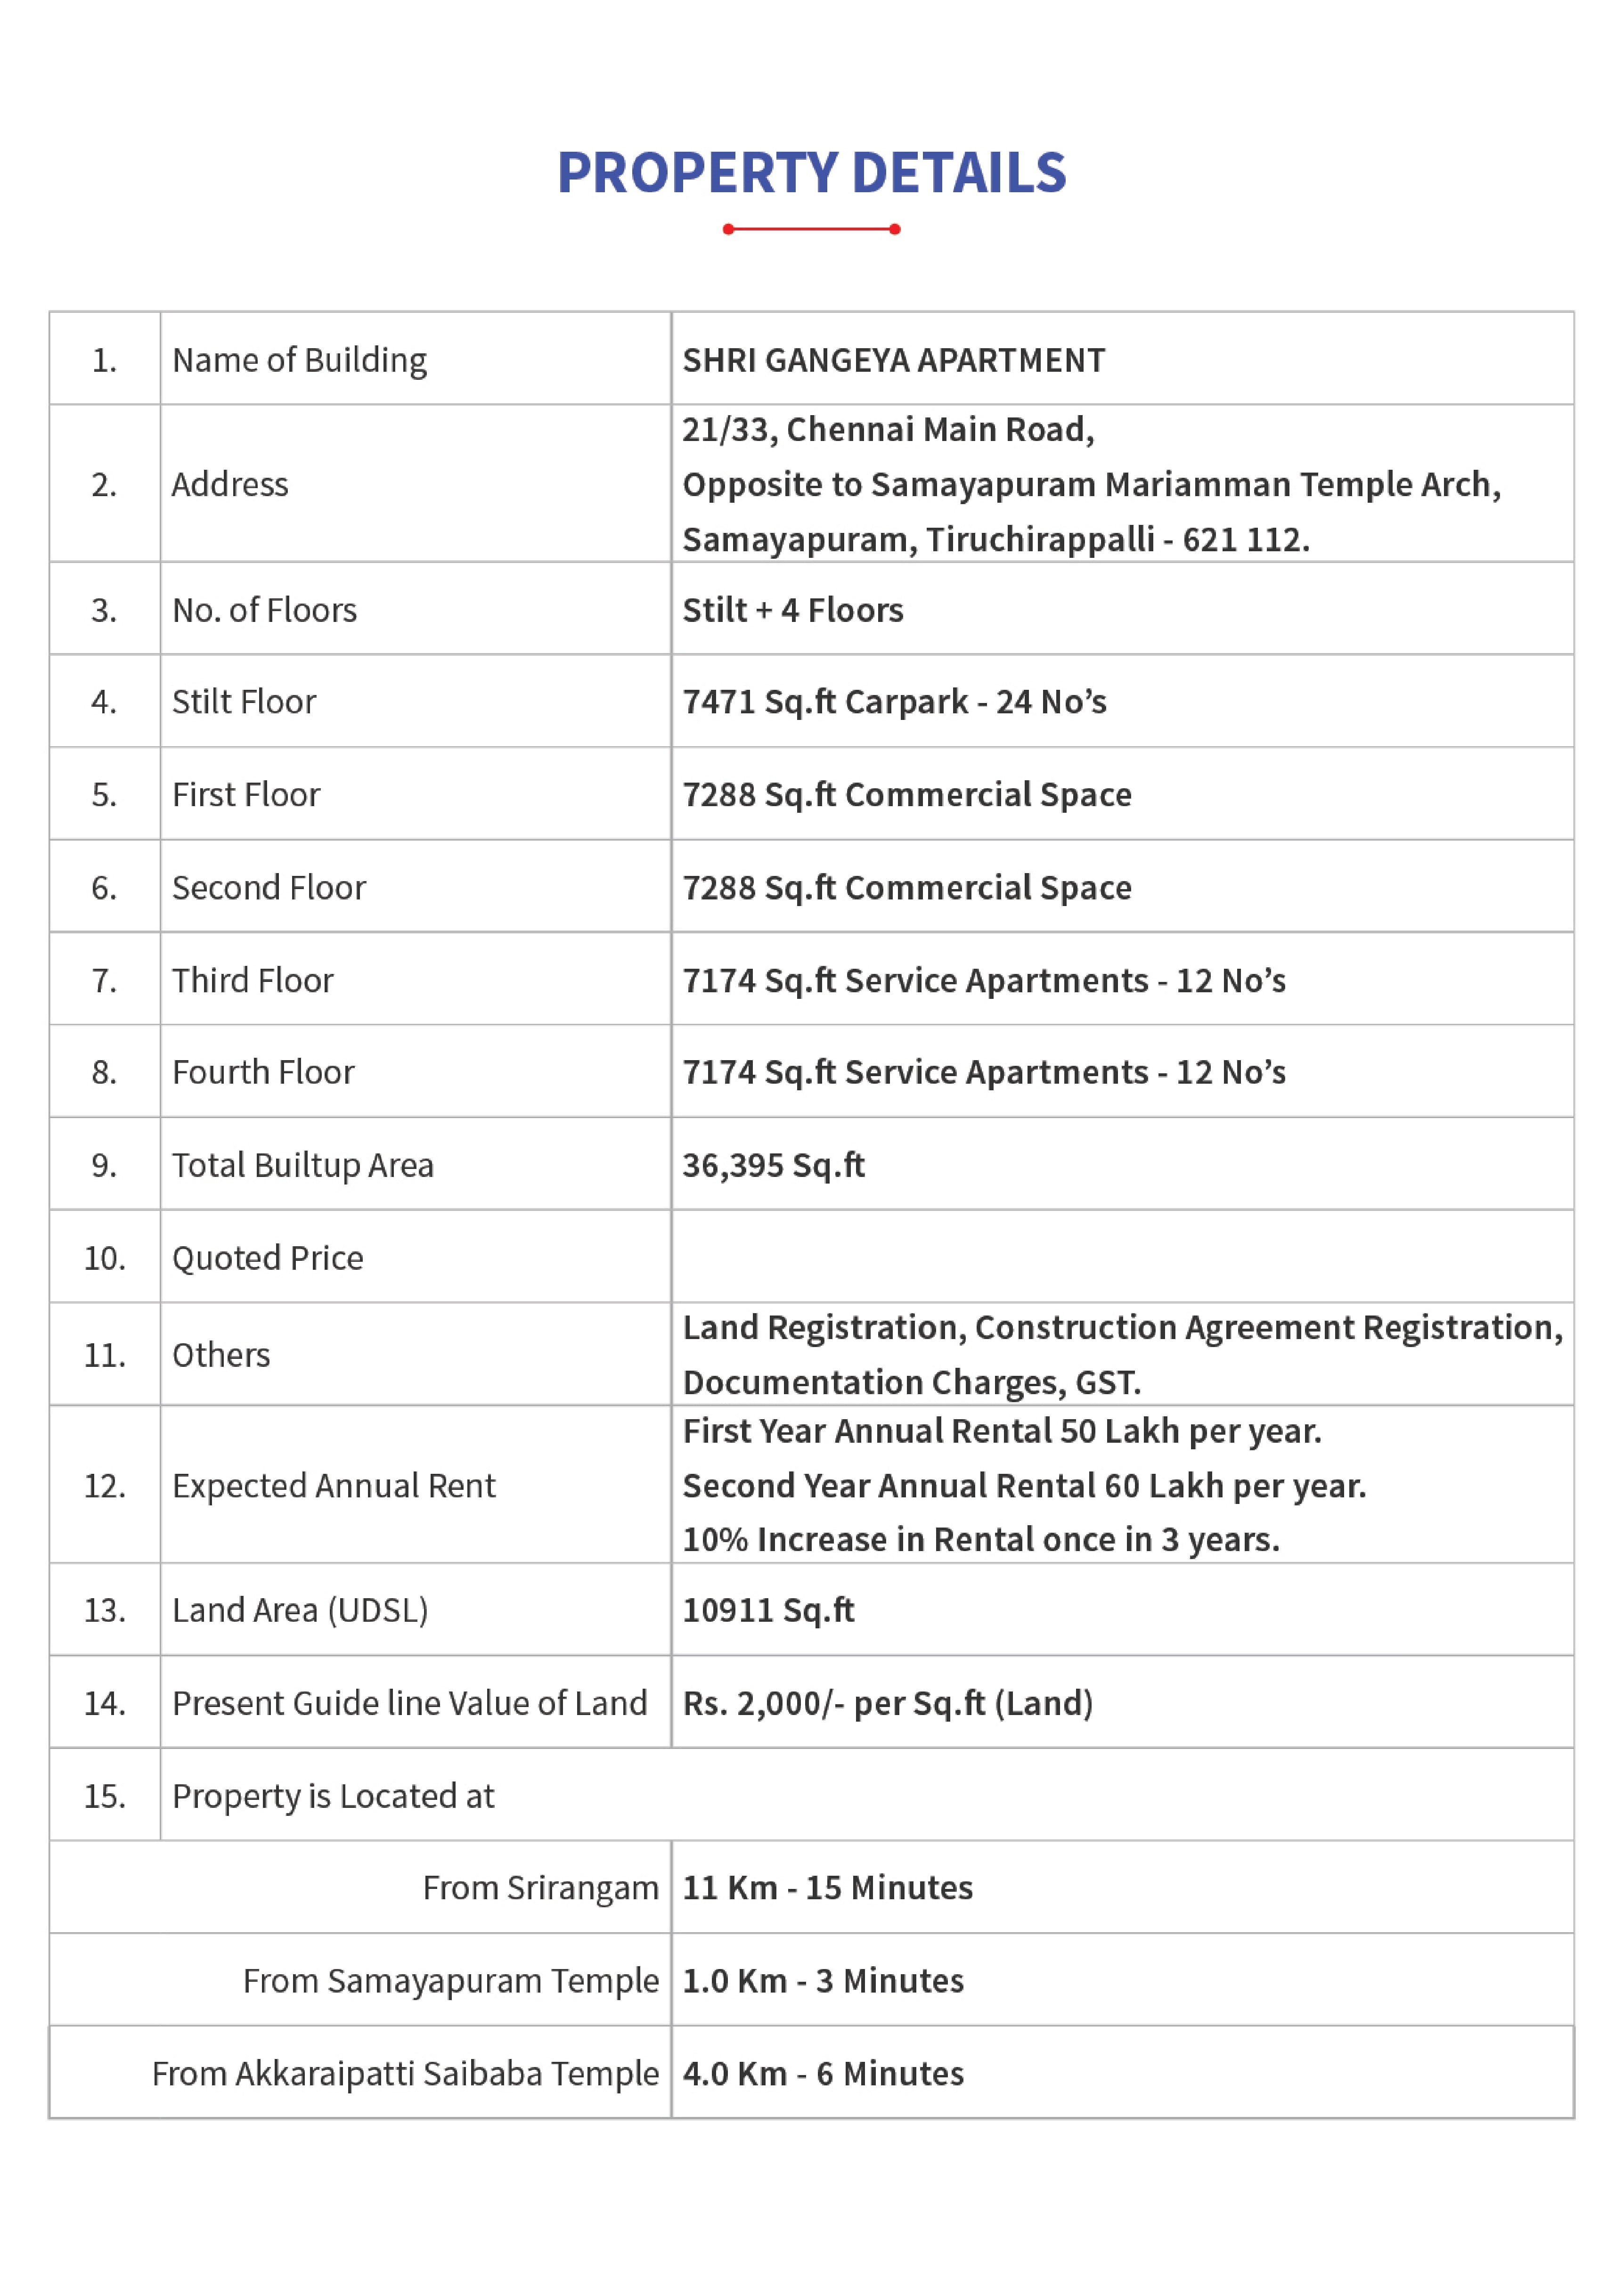 PROPERTY DETAILS
1. Name of Building SHRI GANGEYA APARTMENT
2. Address 21/33, Chennai Main Road,
Opposite to Samayapuram Mariamman Temple Arch,
Samayapuram, Tiruchirappalli - 621 112.
3. No. of Floors Stilt + 4 Floors
4. Stilt Floor 7471 Sq.ft Carpark - 24 No’s
5. First Floor 7288 Sq.ft Commercial Space
6. Second Floor 7288 Sq.ft Commercial Space
7. Third Floor 7174 Sq.ft Service Apartments - 12 No’s
8. Fourth Floor 7174 Sq.ft Service Apartments - 12 No’s
9. Total Builtup Area 36,395 Sq.ft
10. Quoted Price
11. Others Land Registration, Construction Agreement Registration,
Documentation Charges, GST.
12. Expected Annual Rent First Year Annual Rental 50 Lakh per year.
Second Year Annual Rental 60 Lakh per year.
10% Increase in Rental once in 3 years.
13. Land Area (UDSL) 10911 Sq.ft
14. Present Guide line Value of Land Rs. 2,000/- per Sq.ft (Land)
15. Property is Located at
From Srirangam 11 Km - 15 Minutes
From Samayapuram Temple 1.0 Km - 3 Minutes
From Akkaraipatti Saibaba Temple 4.0 Km - 6 Minutes